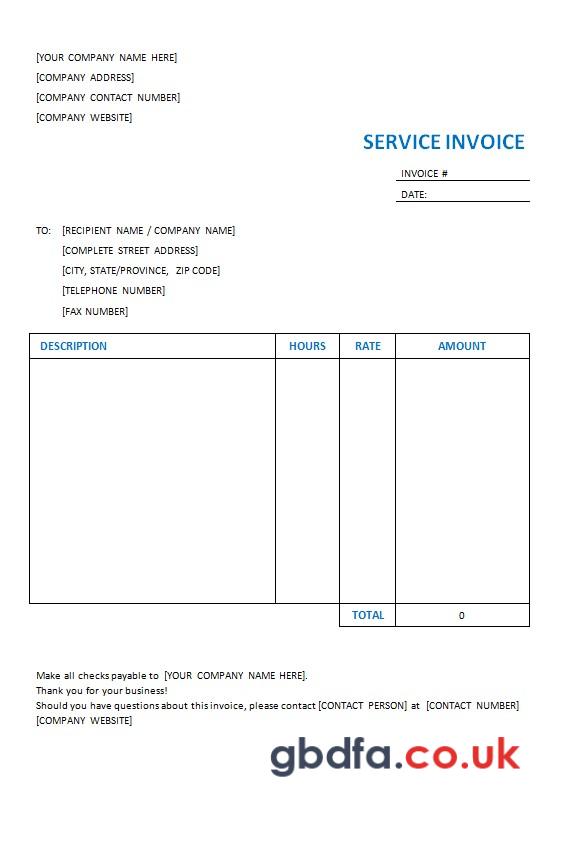 [YOUR COMPANY NAME HERE]
[COMPANY ADDRESS]
[COMPANY CONTACT NUMBER]
[COMPANY WEBSITE]
SERVICE INVOICE
INVOICE #
DATE:
TO: [RECIPIENT NAME / COMPANY NAME]
[COMPLETE STREET ADDRESS]
[CITY, STATE/PROVINCE, ZIP CODE]
[TELEPHONE NUMBER]
[FAX NUMBER]
DESCRIPTION HOURS RATE AMOUNT
TOTAL 0
Make all checks payable to [YOUR COMPANY NAME HERE].
Thank you for your business!
Should you have questions about this invoice, please contact [CONTACT PERSON] at [CONTACT NUMBER]
[COMPANY WEBSITE]
gbdfa.co.uk